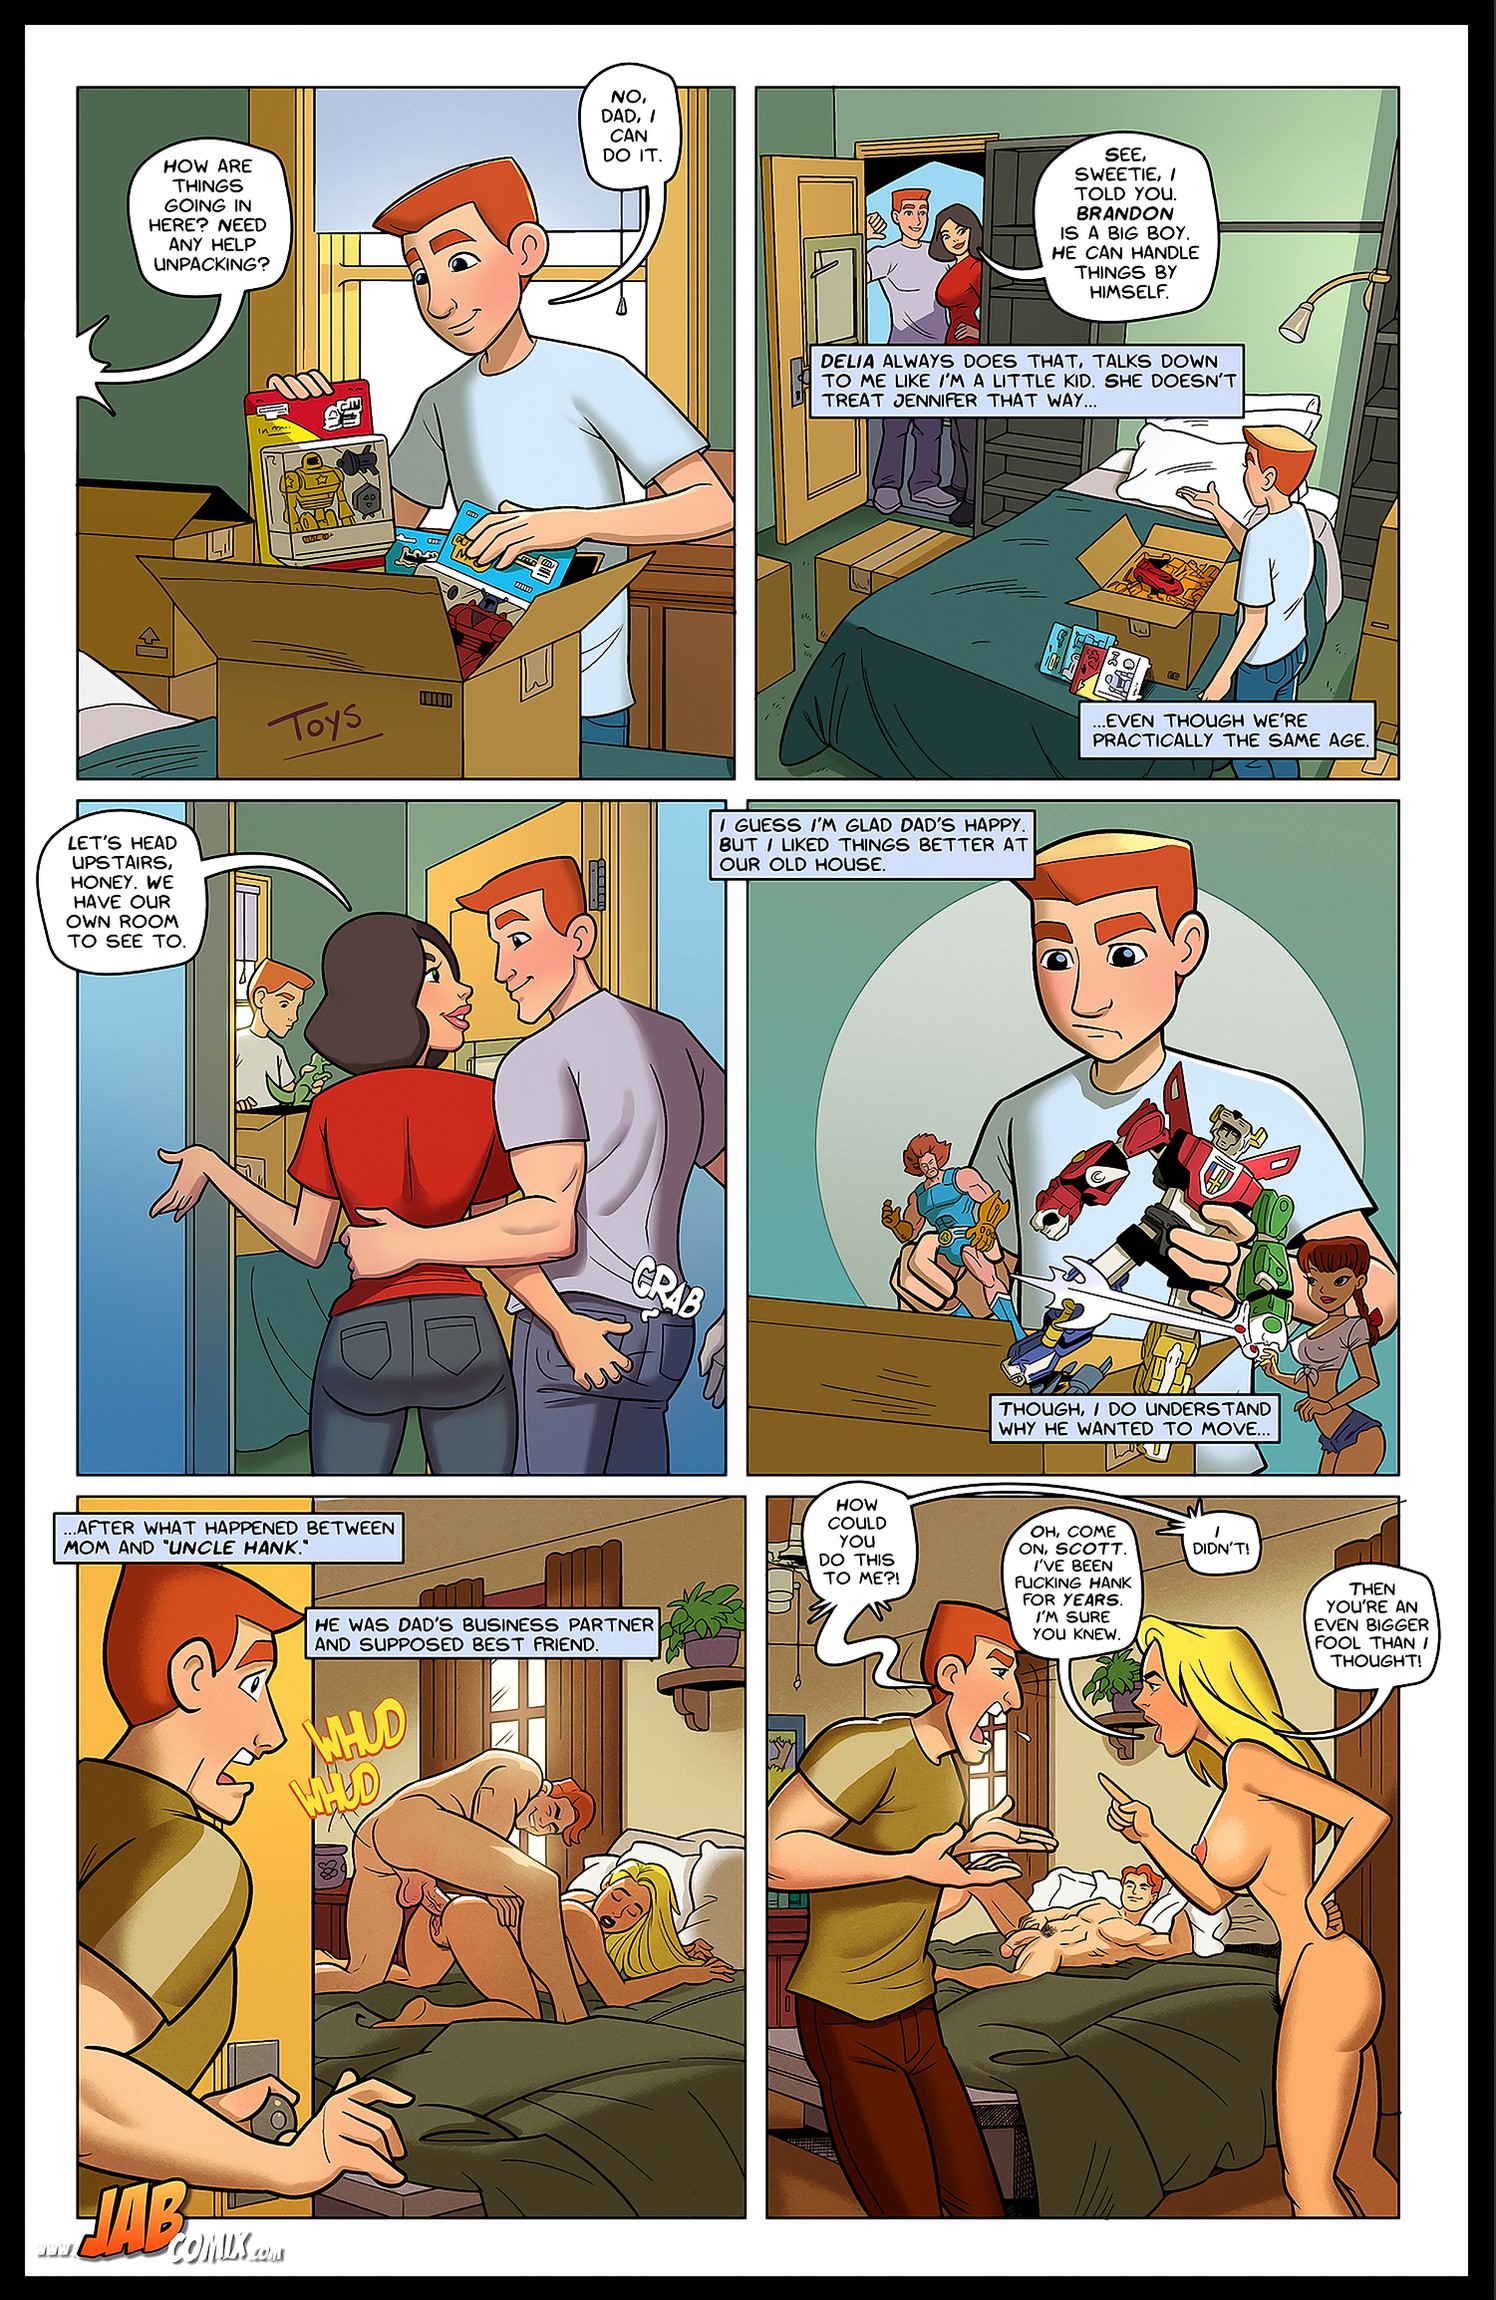 HOW ARE
THINGS
GOING IN
HERE? NEED
ANY HELP
UNPACKING?
NO,
DAD, I
CAN
DO IT.
TOYS
SEE,
SWEETIE, I
TOLD YOU.
BRANDON
IS A BIG BOY.
HE CAN HANDLE
THINGS BY
HIMSELF.
DELIA ALWAYS DOES THAT, TALKS DOWN
TO ME LIKE I'M A LITTLE KID. SHE DOESN'T
TREAT JENNIFER THAT WAY...
...EVEN THOUGH WE'RE
PRACTICALLY THE SAME AGE.
LET'S HEAD
UPSTAIRS,
HONEY. WE
HAVE OUR
OWN ROOM
TO SEE TO.
GRAB
I GUESS I'M GLAD DAD'S HAPPY.
BUT I LIKED THINGS BETTER AT
OUR OLD HOUSE.
THOUGH, I DO UNDERSTAND
WHY HE WANTED TO MOVE...
...AFTER WHAT HAPPENED BETWEEN
MOM AND "UNCLE HANK."
HE WAS DAD'S BUSINESS PARTNER
AND SUPPOSED BEST FRIEND.
WHUD
WHUD
HOW
COULD
YOU
DO THIS
TO ME?!
OH, COME
ON, SCOTT.
I'VE BEEN
FUCKING HANK
FOR YEARS.
I'M SURE
YOU KNEW.
I
DIDN'T!
THEN
YOU'RE AN
EVEN BIGGER
FOOL THAN I
THOUGHT!
www.JABCOMIX.com